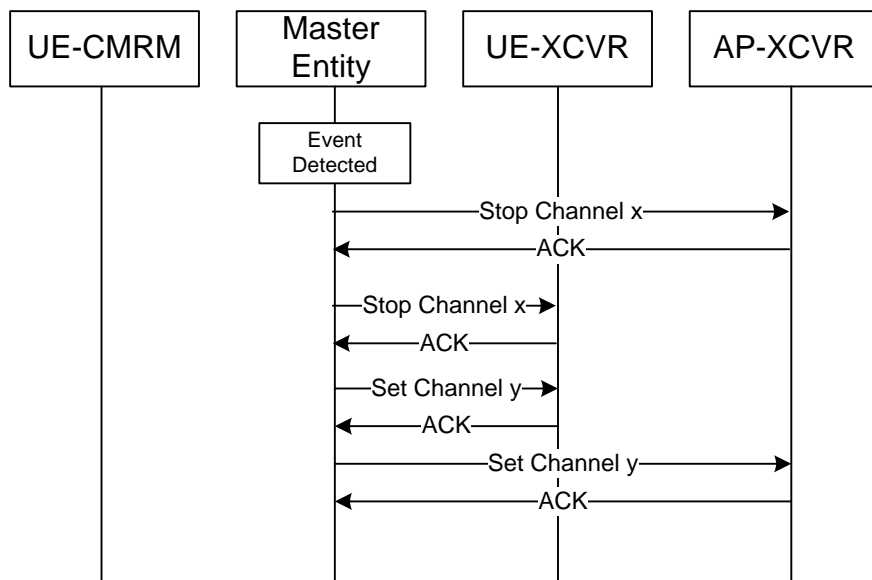 UE-CMRM
Master
Entity
UE-XCVR
AP-XCVR
Event
Detected
Stop Channel x
ACK
Stop Channel x
ACK
Set Channel y
ACK
Set Channel y
ACK